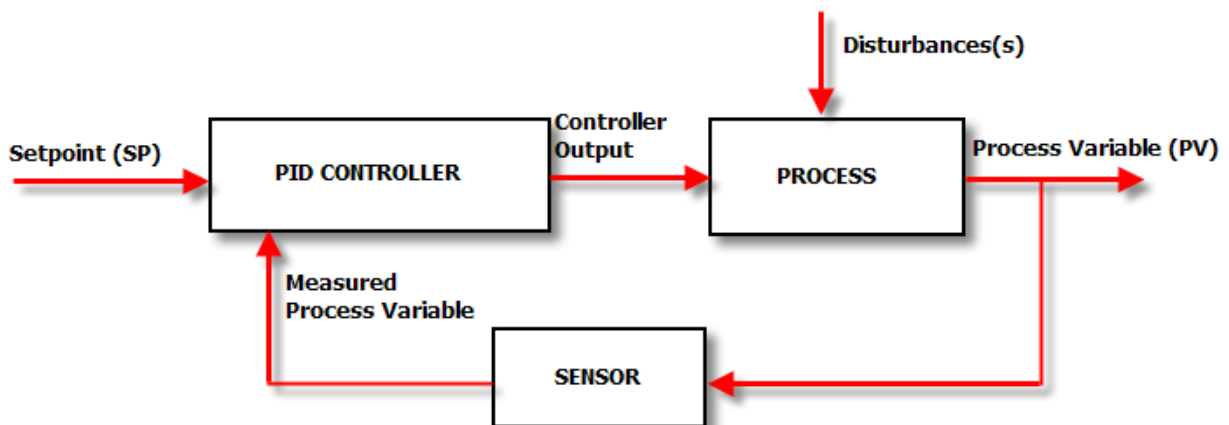 Disturbances(s)
Setpoint (SP)
PID CONTROLLER
Controller
Output
PROCESS
Process Variable (PV)
Measured
Process Variable
SENSOR